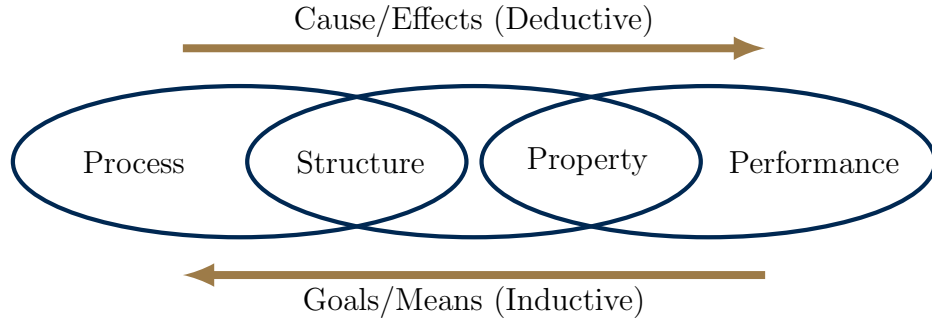 Cause/Effects (Deductive)
Process Structure Property Performance
Goals/Means (Inductive)